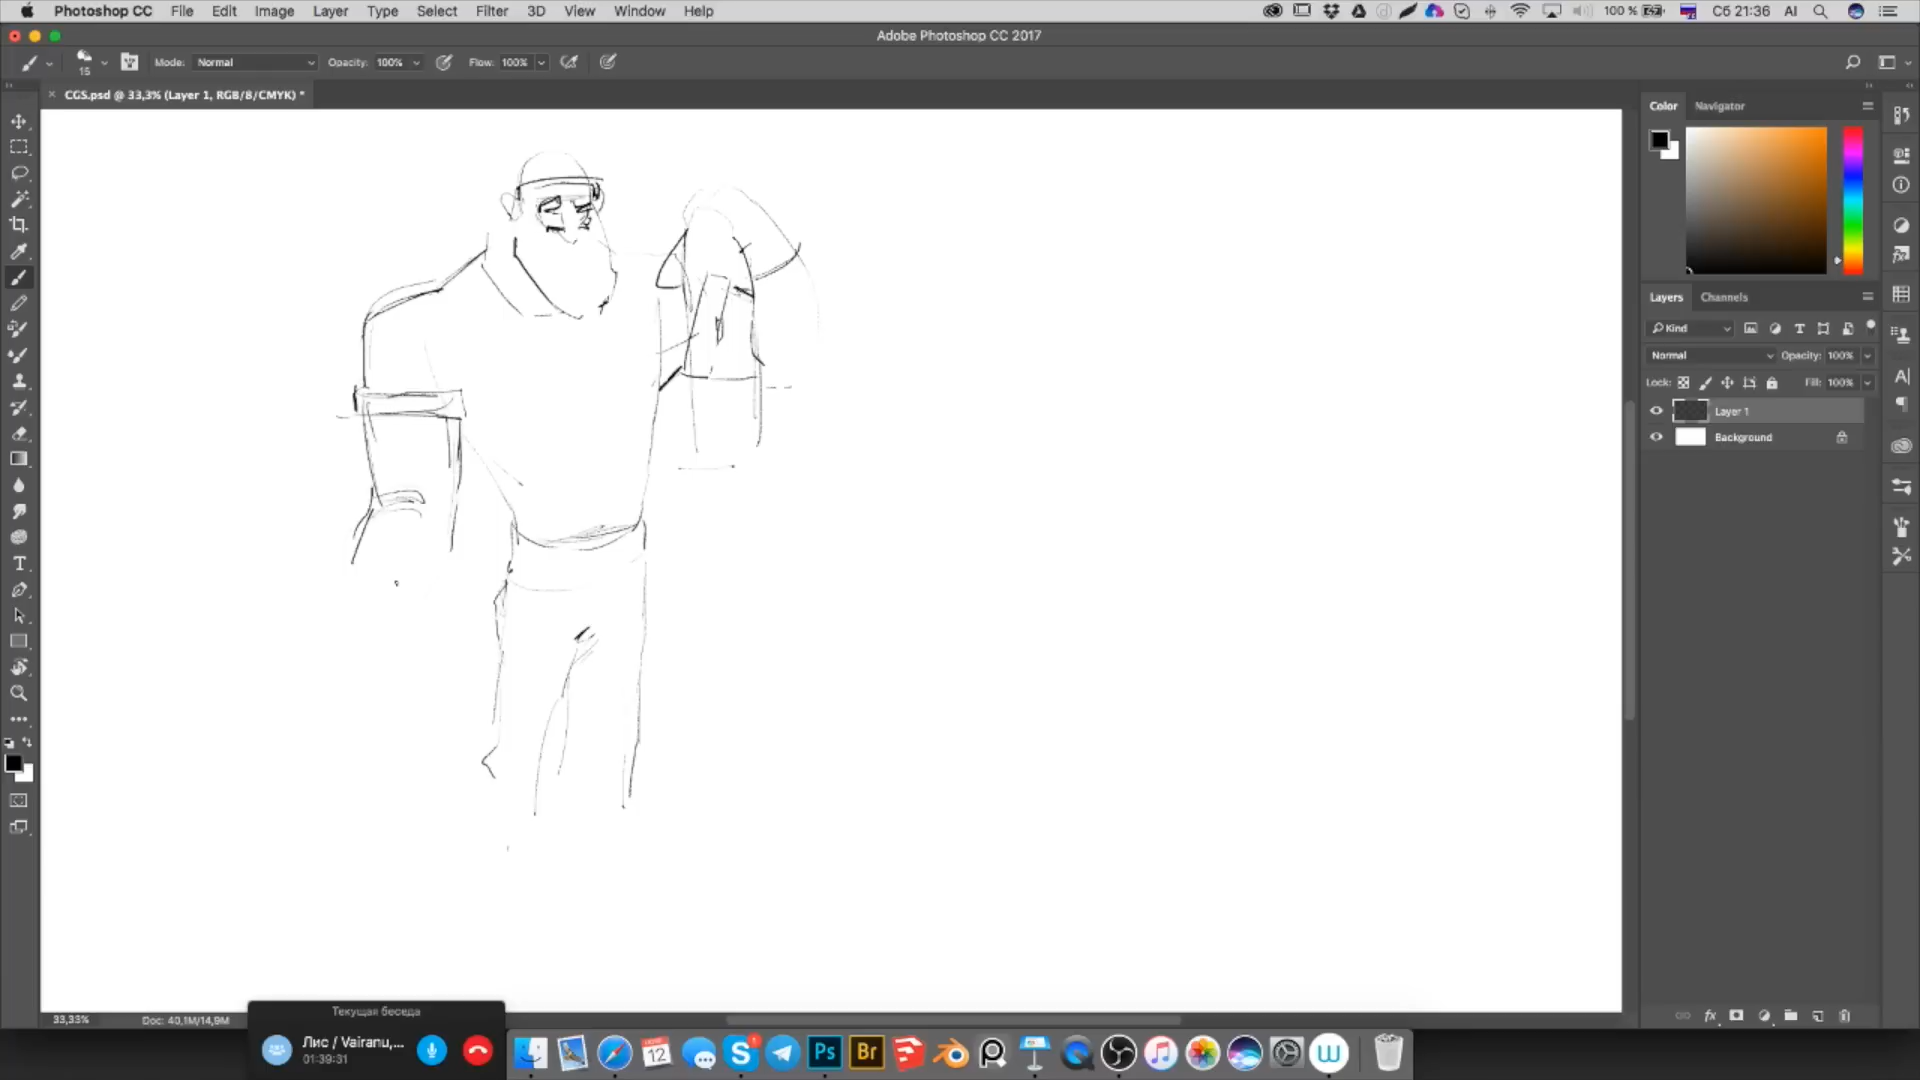 Photoshop CC File Edit Image Layer Type Select Filter 3D View Window Help 100 % Сб 21:36 AI
Adobe Photoshop CC 2017
15 Mode: Normal Opacity: 100% Flow: 100%
CGS.psd @ 33,3% (Layer 1, RGB/8/CMYK) *
Color Navigator
Layers Channels
Kind
Normal Opacity: 100%
Lock: Fill: 100%
Layer 1
Background
33,33% Doc: 40,1M/14,9M
Текущая беседа
Лис / Vairanu,...
01:39:31
12
Ps Br